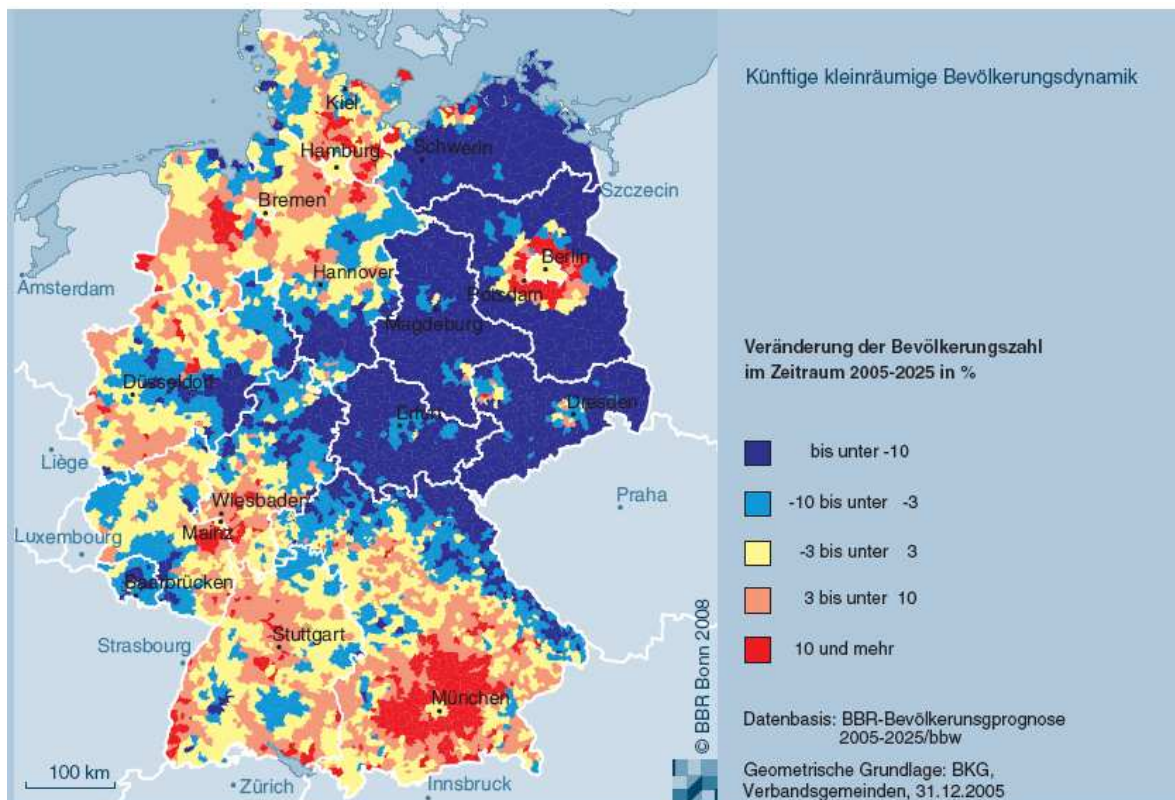 Künftige kleinräumige Bevölkerungsdynamik
Kiel
Hamburg
Schwerin
Szczecin
Bremen
Berlin
Hannover
Potsdam
Amsterdam
Magdeburg
Düsseldorf
Erfurt
Dresden
Liège
Wiesbaden
Mainz
Praha
Luxembourg
Saarbrücken
Strasbourg
Stuttgart
München
Zürich
Innsbruck
100 km
© BBR Bonn 2008
Veränderung der Bevölkerungszahl
im Zeitraum 2005-2025 in %
bis unter -10
-10 bis unter -3
-3 bis unter 3
3 bis unter 10
10 und mehr
Datenbasis: BBR-Bevölkerunsgprognose
2005-2025/bbw
Geometrische Grundlage: BKG,
Verbandsgemeinden, 31.12.2005